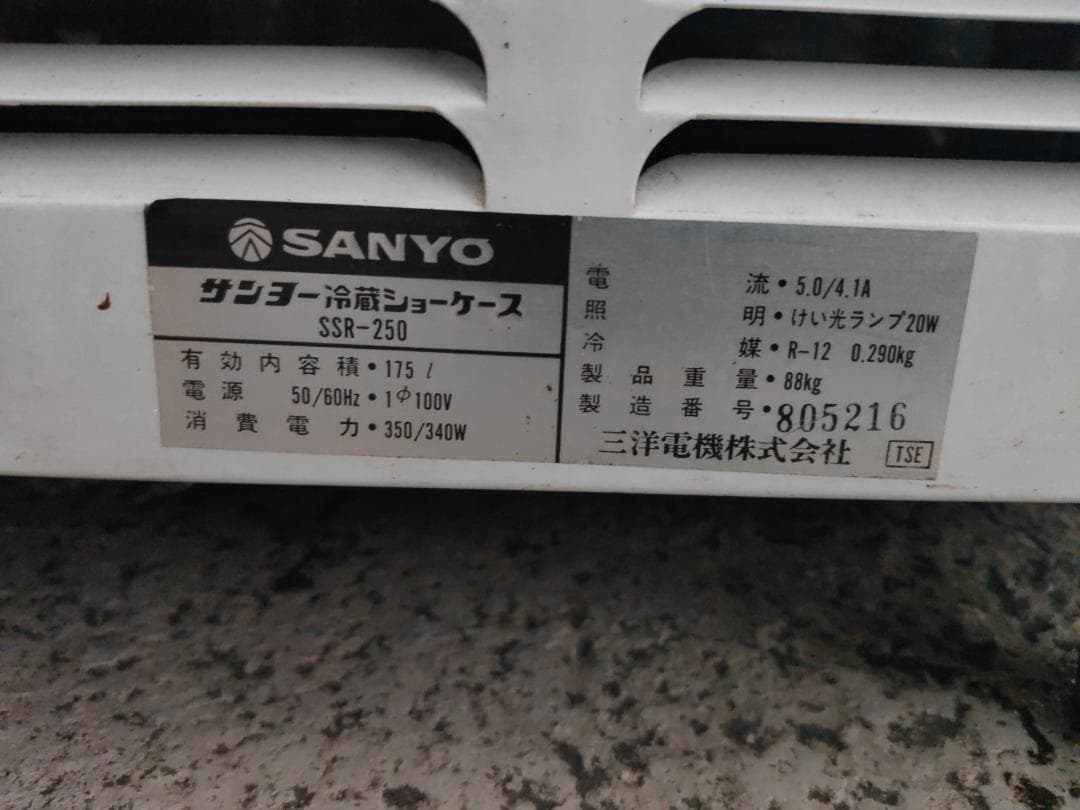 SANYO
サンヨー冷蔵ショーケース
SSR-250
有効内容積・175 l
電源 50/60Hz・1Φ100V
消費電力・350/340W
電流・5.0/4.1A
照明・けい光ランプ20W
冷媒・R-12 0.290kg
製品重量・88kg
製造番号・805216
三洋電機株式会社 TSE